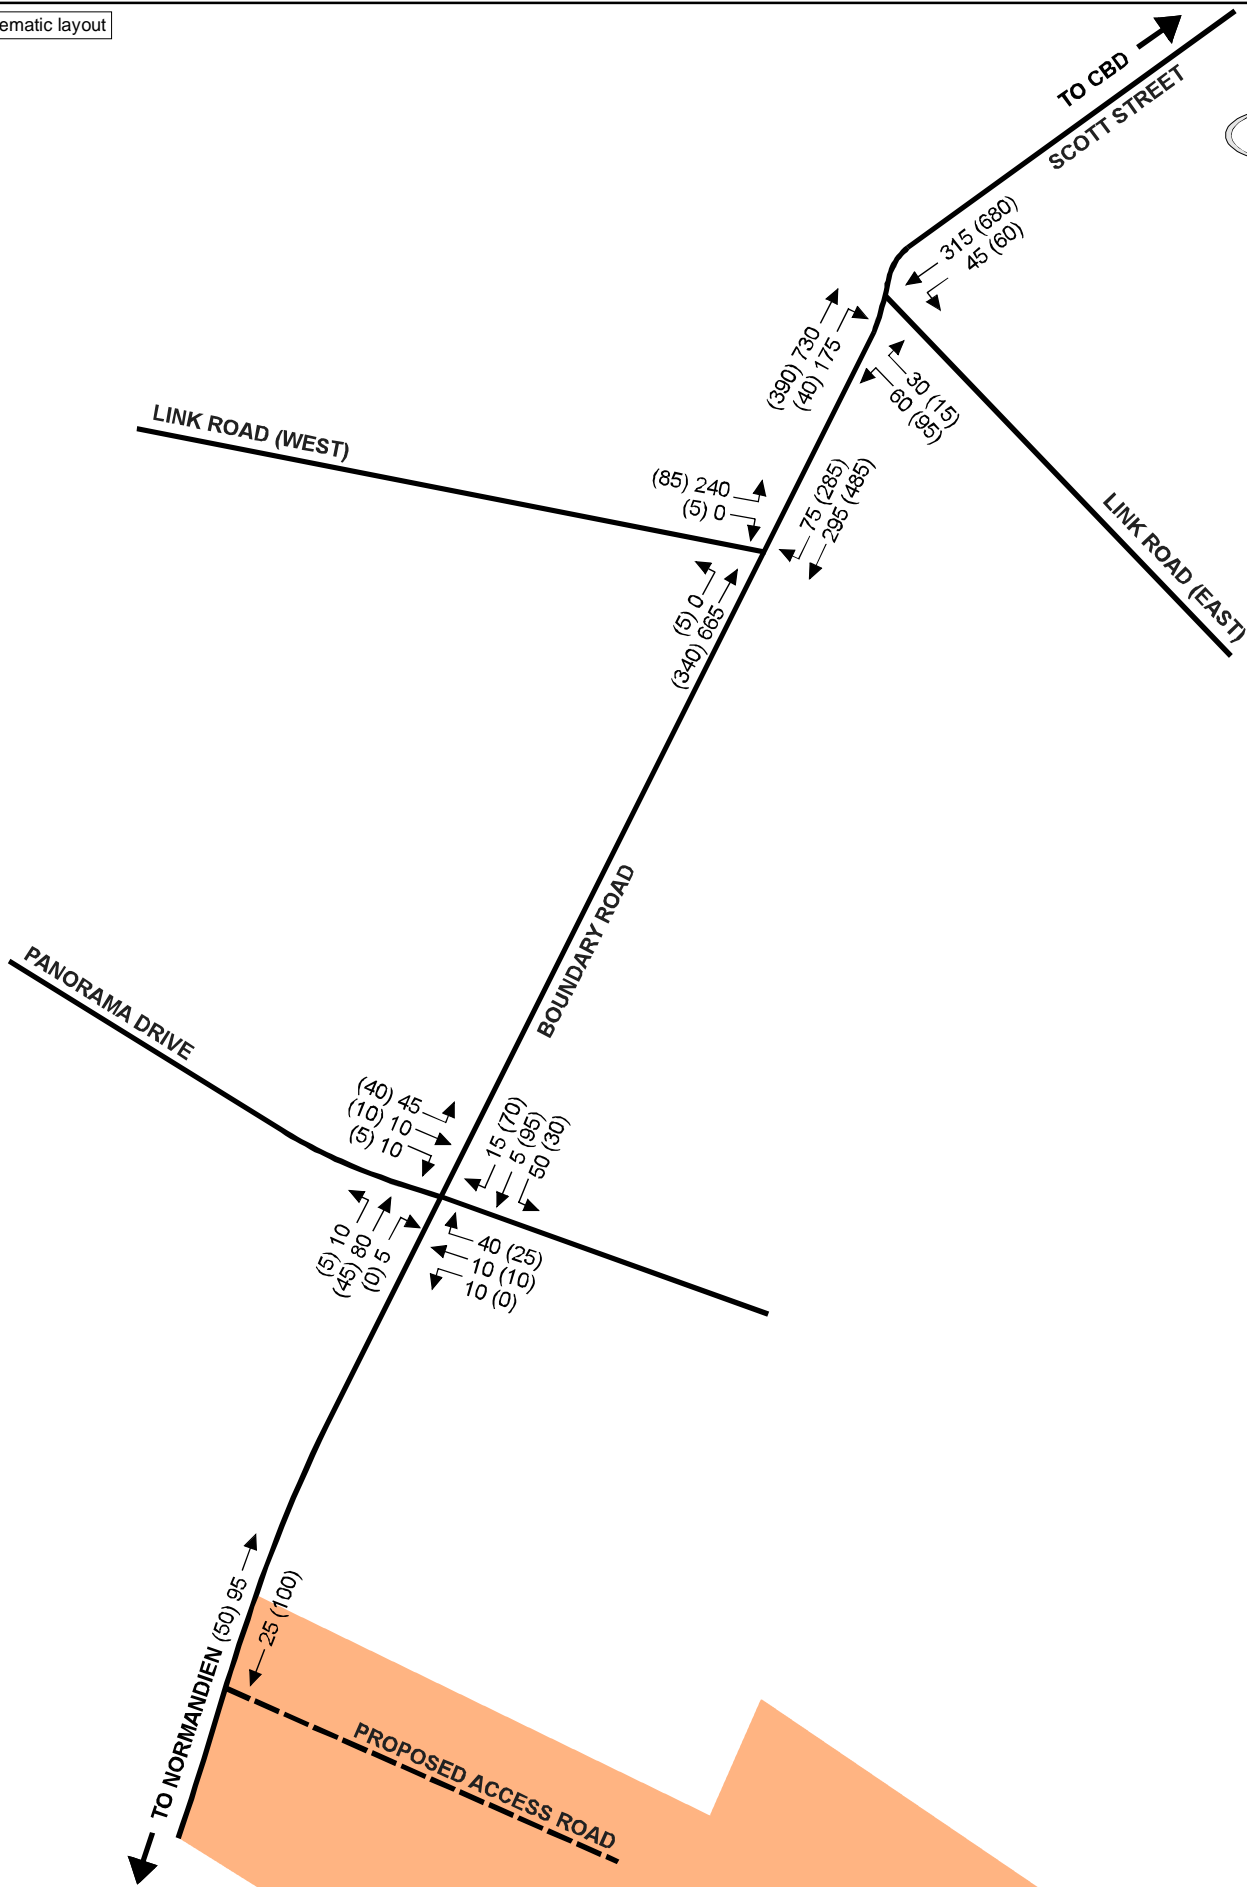 ematic layout
TO CBD
SCOTT STREET
315 (680)
45 (60)
(390) 730
(40) 175
30 (15)
60 (95)
LINK ROAD (WEST)
(85) 240
(5) 0
75 (285)
295 (485)
LINK ROAD (EAST)
(5) 0
(340) 665
BOUNDARY ROAD
PANORAMA DRIVE
(40) 45
(10) 10
(5) 10
15 (70)
5 (95)
50 (30)
(5) 10
(45) 80
(0) 5
40 (25)
10 (10)
10 (0)
TO NORMANDIEN (50) 95
25 (100)
PROPOSED ACCESS ROAD